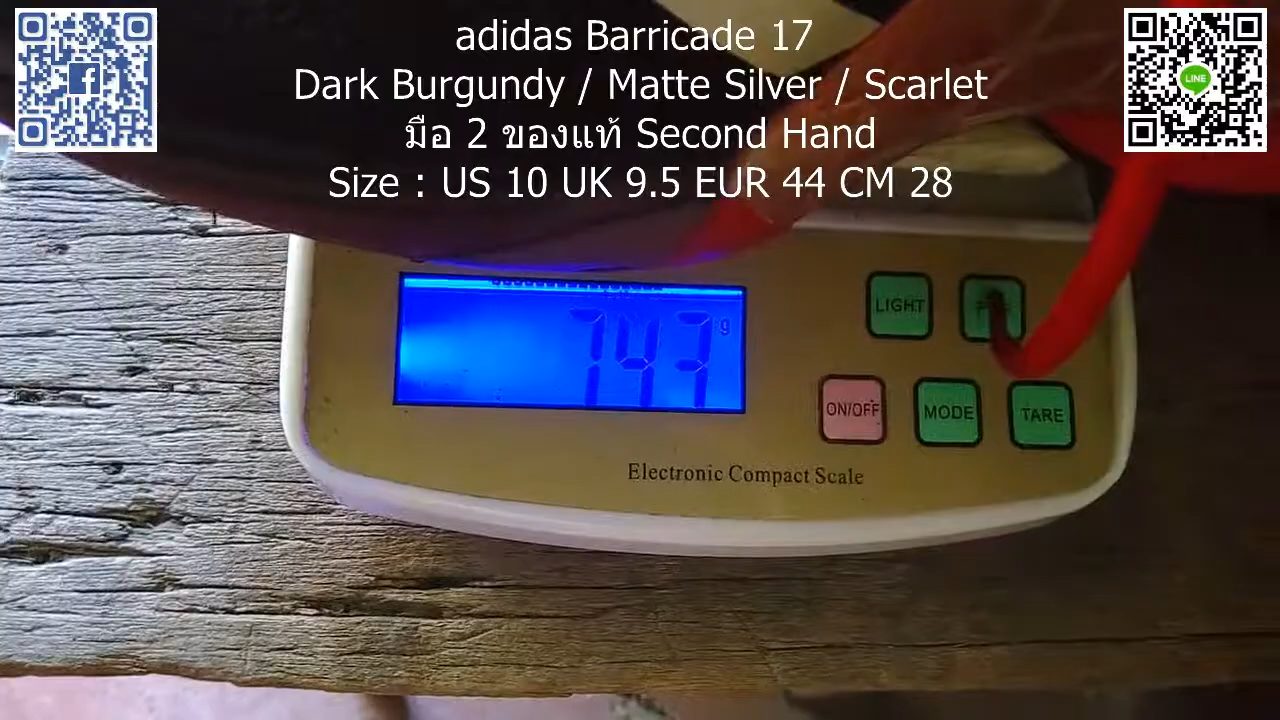 adidas Barricade 17
Dark Burgundy / Matte Silver / Scarlet
มือ 2 ของแท้ Second Hand
Size : US 10 UK 9.5 EUR 44 CM 28
LINE
743 g
LIGHT
ON/OFF MODE TARE
Electronic Compact Scale